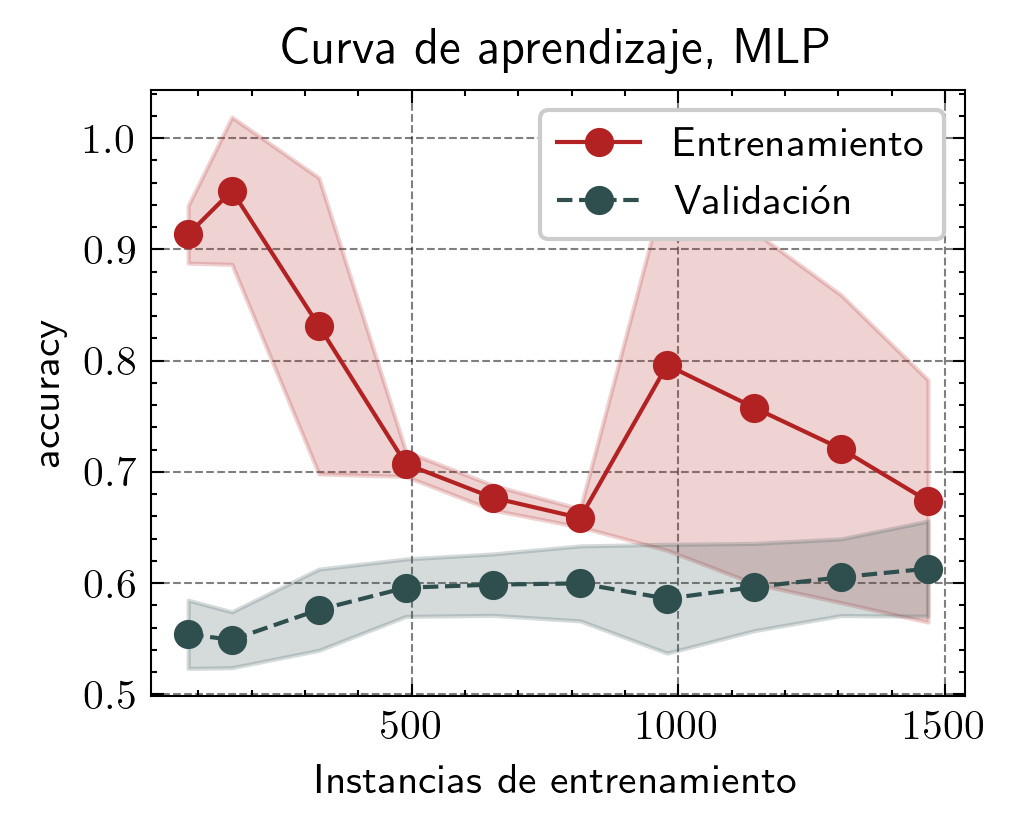 Curva de aprendizaje, MLP
Entrenamiento
Validación
accuracy
1.0
0.9
0.8
0.7
0.6
0.5
500
1000
1500
Instancias de entrenamiento